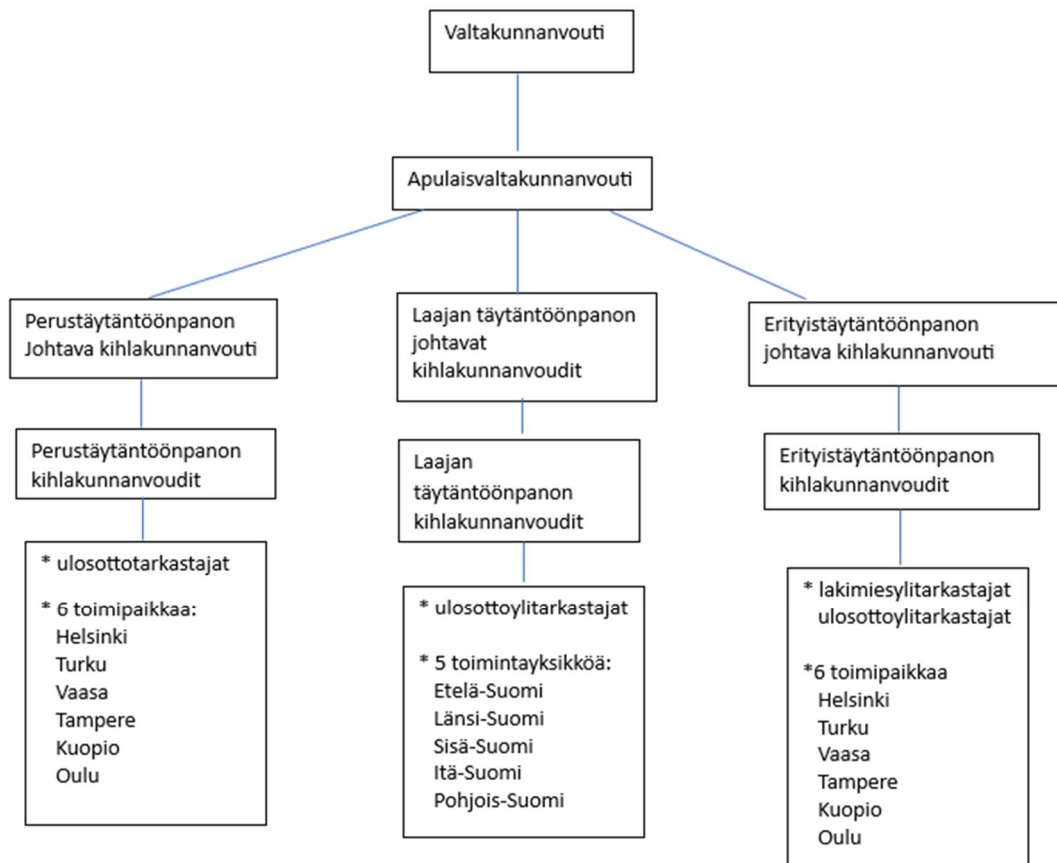 Valtakunnanvouti
Apulaisvaltakunnanvouti
Perustäytäntöönpanon
Johtava kihlakunnanvouti
Perustäytäntöönpanon
kihlakunnanvoudit
* ulosottotarkastajat
* 6 toimipaikkaa:
Helsinki
Turku
Vaasa
Tampere
Kuopio
Oulu
Laajan täytäntöönpanon
johtavat
kihlakunnanvoudit
Laajan
täytäntöönpanon
kihlakunnanvoudit
* ulosottoylitarkastajat
* 5 toimintayksikköä:
Etelä-Suomi
Länsi-Suomi
Sisä-Suomi
Itä-Suomi
Pohjois-Suomi
Erityistäytäntöönpanon
johtava kihlakunnanvouti
Erityistäytäntöönpanon
kihlakunnanvoudit
* lakimiesylitarkastajat
ulosottoylitarkastajat
*6 toimipaikkaa
Helsinki
Turku
Vaasa
Tampere
Kuopio
Oulu